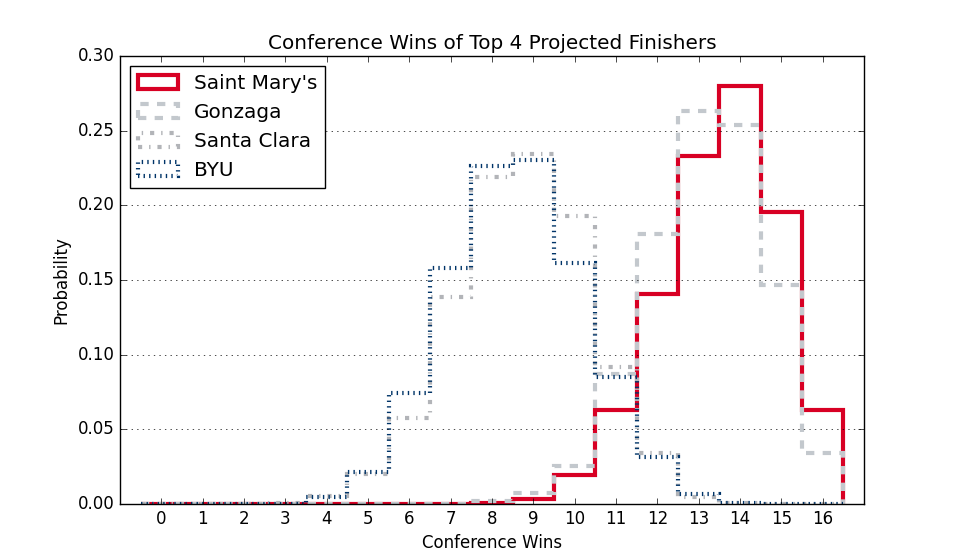 Conference Wins of Top 4 Projected Finishers
Saint Mary's
Gonzaga
Santa Clara
BYU
0.30
0.25
0.20
0.15
0.10
0.05
0.00
Probability
0 1 2 3 4 5 6 7 8 9 10 11 12 13 14 15 16
Conference Wins